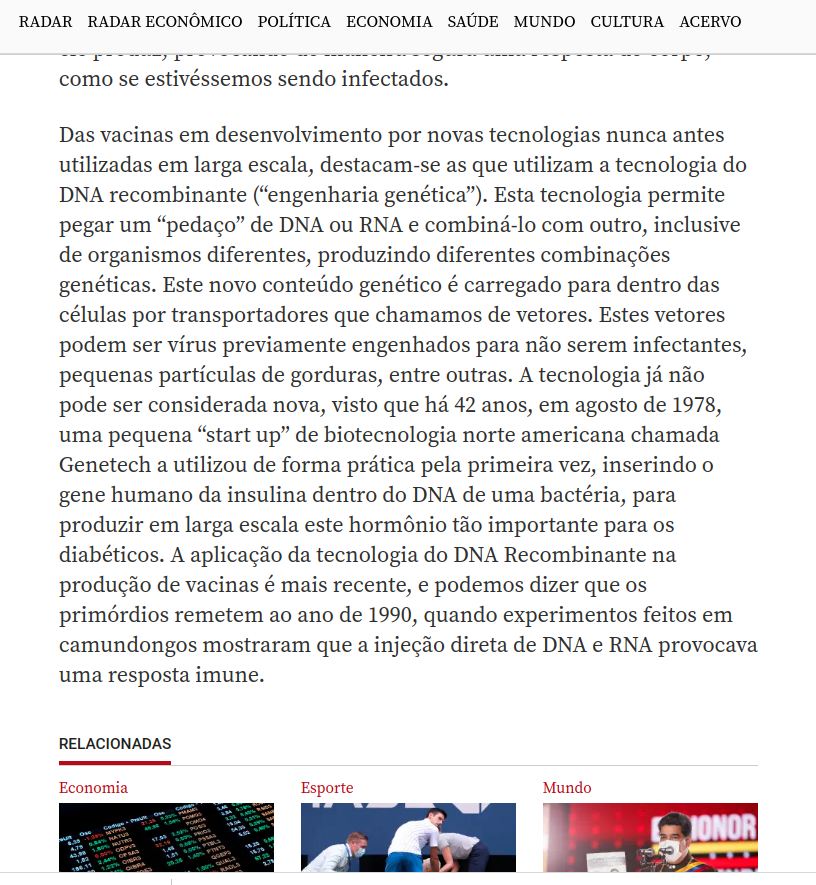 RADAR RADAR ECONÔMICO POLÍTICA ECONOMIA SAÚDE MUNDO CULTURA ACERVO
como se estivéssemos sendo infectados.
Das vacinas em desenvolvimento por novas tecnologias nunca antes
utilizadas em larga escala, destacam-se as que utilizam a tecnologia do
DNA recombinante (“engenharia genética”). Esta tecnologia permite
pegar um “pedaço” de DNA ou RNA e combiná-lo com outro, inclusive
de organismos diferentes, produzindo diferentes combinações
genéticas. Este novo conteúdo genético é carregado para dentro das
células por transportadores que chamamos de vetores. Estes vetores
podem ser vírus previamente engenhados para não serem infectantes,
pequenas partículas de gorduras, entre outras. A tecnologia já não
pode ser considerada nova, visto que há 42 anos, em agosto de 1978,
uma pequena “start up” de biotecnologia norte americana chamada
Genetech a utilizou de forma prática pela primeira vez, inserindo o
gene humano da insulina dentro do DNA de uma bactéria, para
produzir em larga escala este hormônio tão importante para os
diabéticos. A aplicação da tecnologia do DNA Recombinante na
produção de vacinas é mais recente, e podemos dizer que os
primórdios remetem ao ano de 1990, quando experimentos feitos em
camundongos mostraram que a injeção direta de DNA e RNA provocava
uma resposta imune.
RELACIONADAS
Economia Esporte Mundo
HONOR